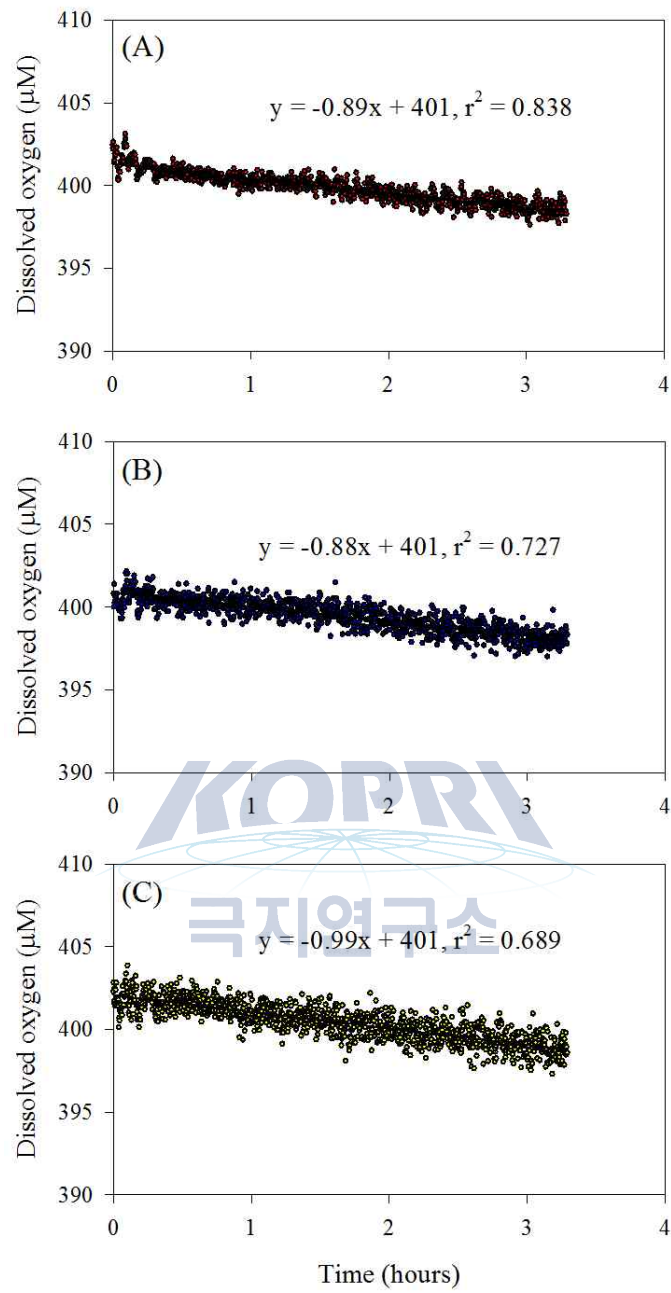 410
(A)
y = -0.89x + 401, r² = 0.838
405
400
395
390
0 1 2 3 4
Dissolved oxygen (µM)
410
(B)
y = -0.88x + 401, r² = 0.727
405
400
395
390
0 1 2 3 4
Dissolved oxygen (µM)
KOPRI
극지연구소
410
(C)
y = -0.99x + 401, r² = 0.689
405
400
395
390
0 1 2 3 4
Dissolved oxygen (µM)
Time (hours)